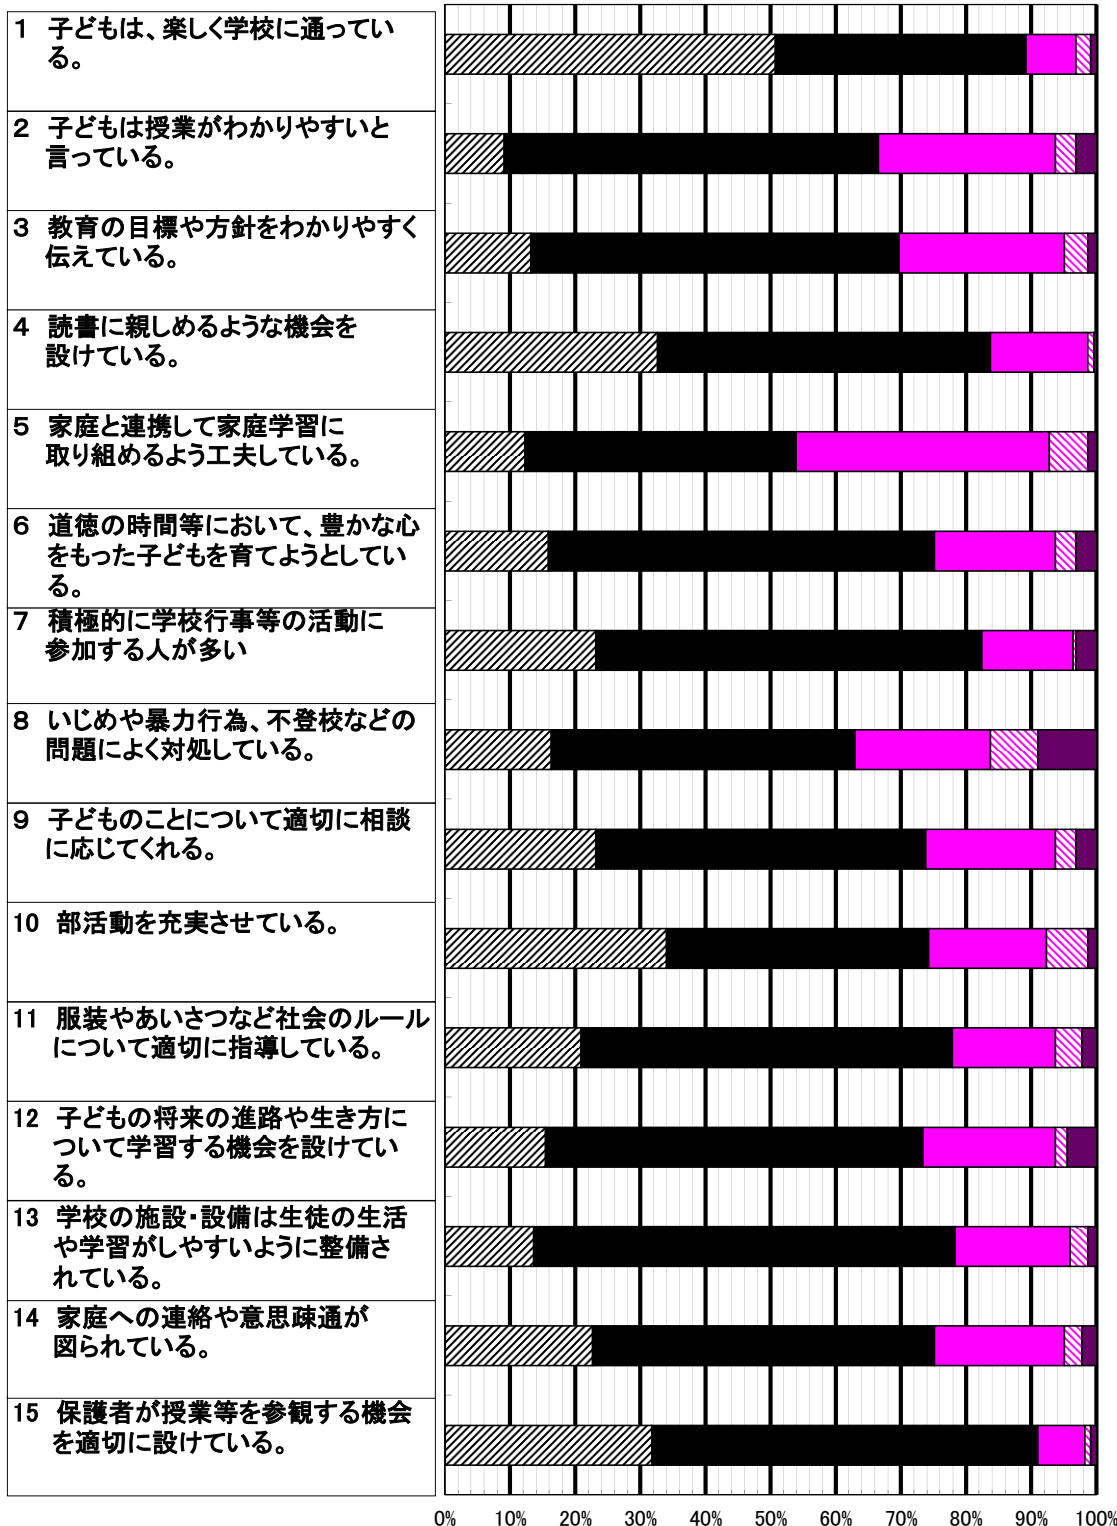 1 子どもは、楽しく学校に通ってい
る。
2 子どもは授業がわかりやすいと
言っている。
3 教育の目標や方針をわかりやすく
伝えている。
4 読書に親しめるような機会を
設けている。
5 家庭と連携して家庭学習に
取り組めるよう工夫している。
6 道徳の時間等において、豊かな心
をもった子どもを育てようとしてい
る。
7 積極的に学校行事等の活動に
参加する人が多い
8 いじめや暴力行為、不登校などの
問題によく対処している。
9 子どものことについて適切に相談
に応じてくれる。
10 部活動を充実させている。
11 服装やあいさつなど社会のルール
について適切に指導している。
12 子どもの将来の進路や生き方に
ついて学習する機会を設けてい
る。
13 学校の施設・設備は生徒の生活
や学習がしやすいように整備さ
れている。
14 家庭への連絡や意思疎通が
図られている。
15 保護者が授業等を参観する機会
を適切に設けている。
0% 10% 20% 30% 40% 50% 60% 70% 80% 90% 100%